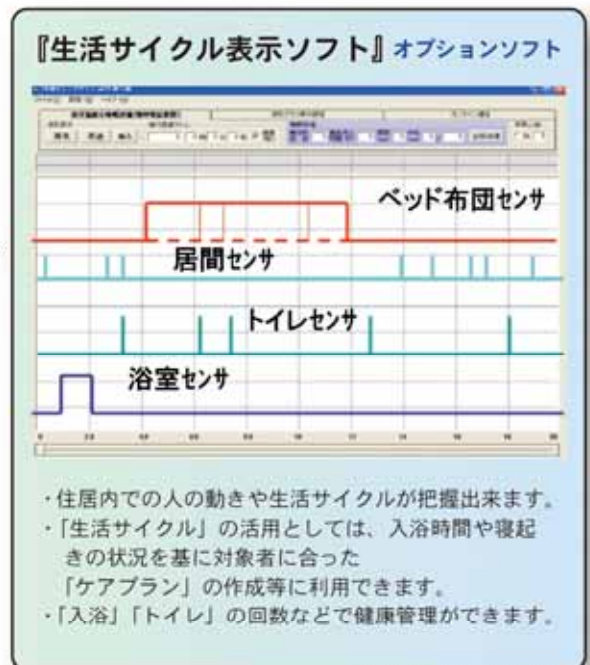 『生活サイクル表示ソフト』オプションソフト
ベッド布団センサ
居間センサ
トイレセンサ
浴室センサ
・住居内での人の動きや生活サイクルが把握出来ます。
・「生活サイクル」の活用としては、入浴時間や寝起
きの状況を基に対象者に合った
「ケアプラン」の作成等に利用できます。
・「入浴」「トイレ」の回数などで健康管理ができます。